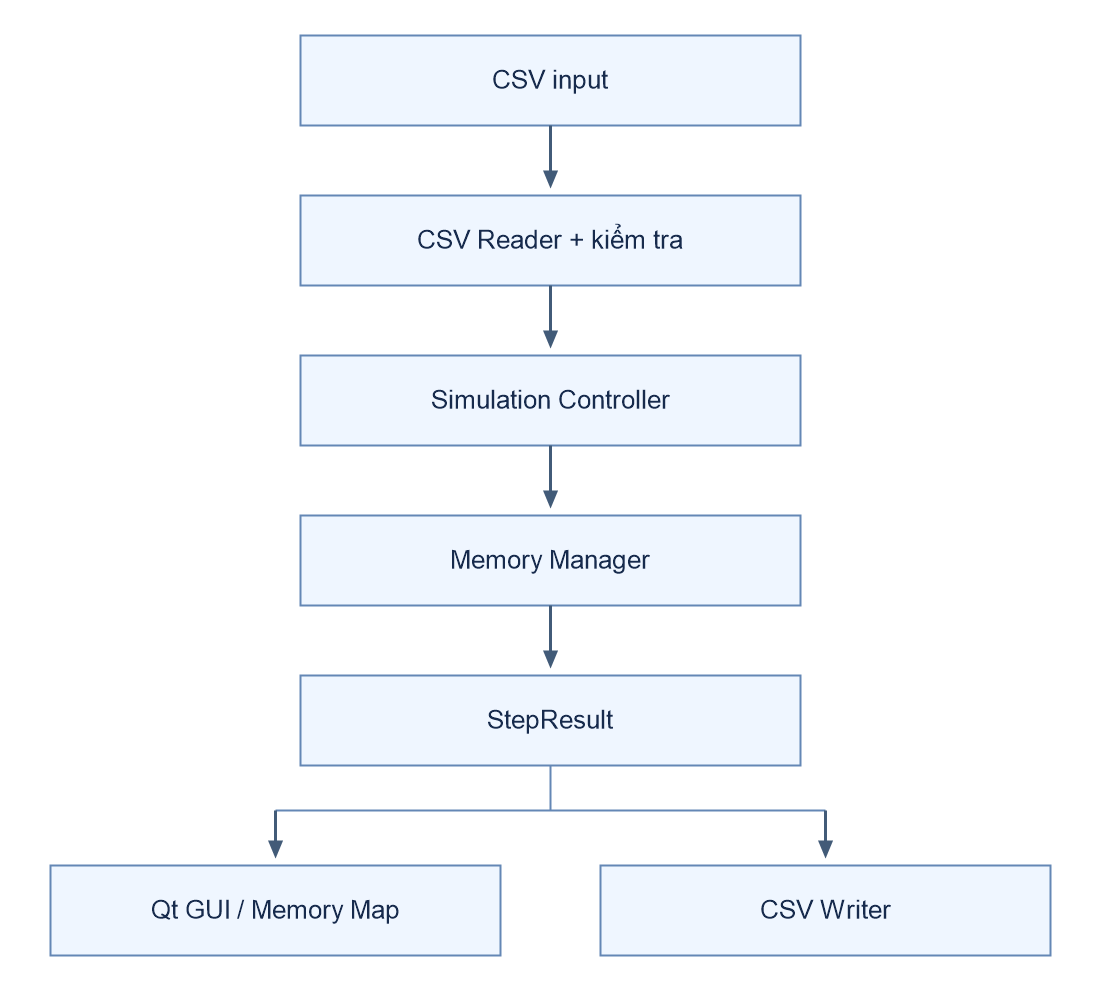 CSV input
CSV Reader + kiểm tra
Simulation Controller
Memory Manager
StepResult
Qt GUI / Memory Map
CSV Writer